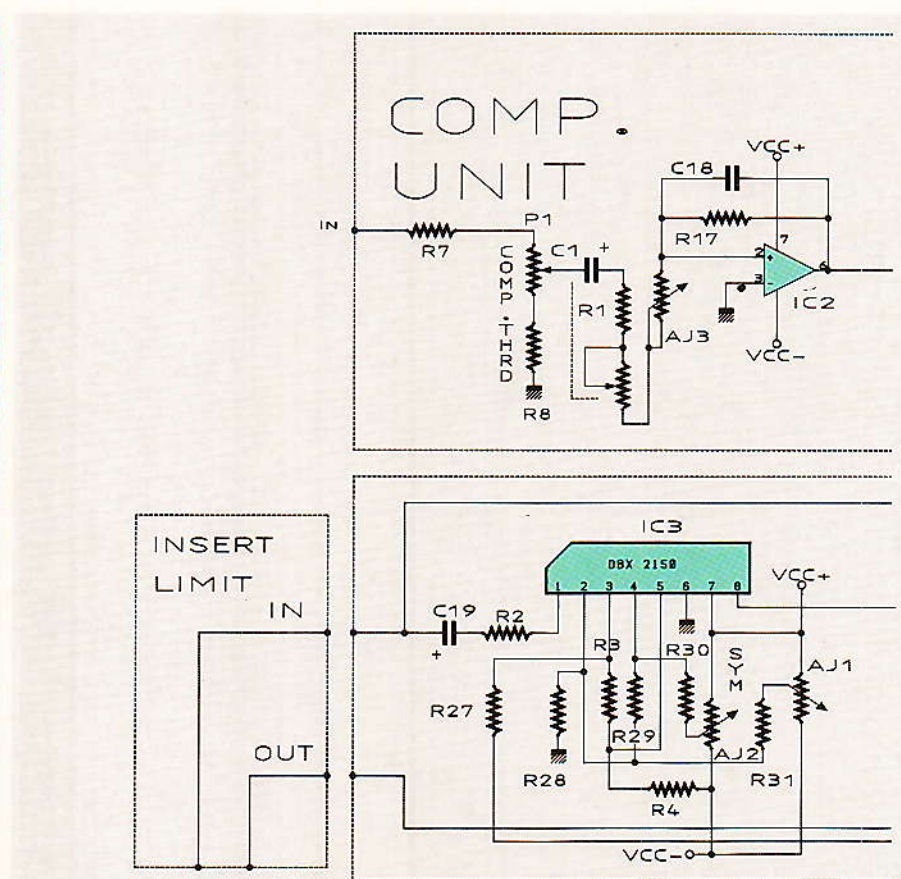 COMP.
UNIT
VCC+
C18
P1
IN
R17
7
R7
C1
+
2
+
6
3
-
COMP.THRD
R1
IC2
AJ3
VCC-
R8
INSERT
LIMIT
IN
OUT
IC3
DBX 2150
1 2 3 4 5 6 7 8
VCC+
C19
R2
+
R3
R30
SYM
AJ1
R27
R29
R28
AJ2
R31
R4
VCC-